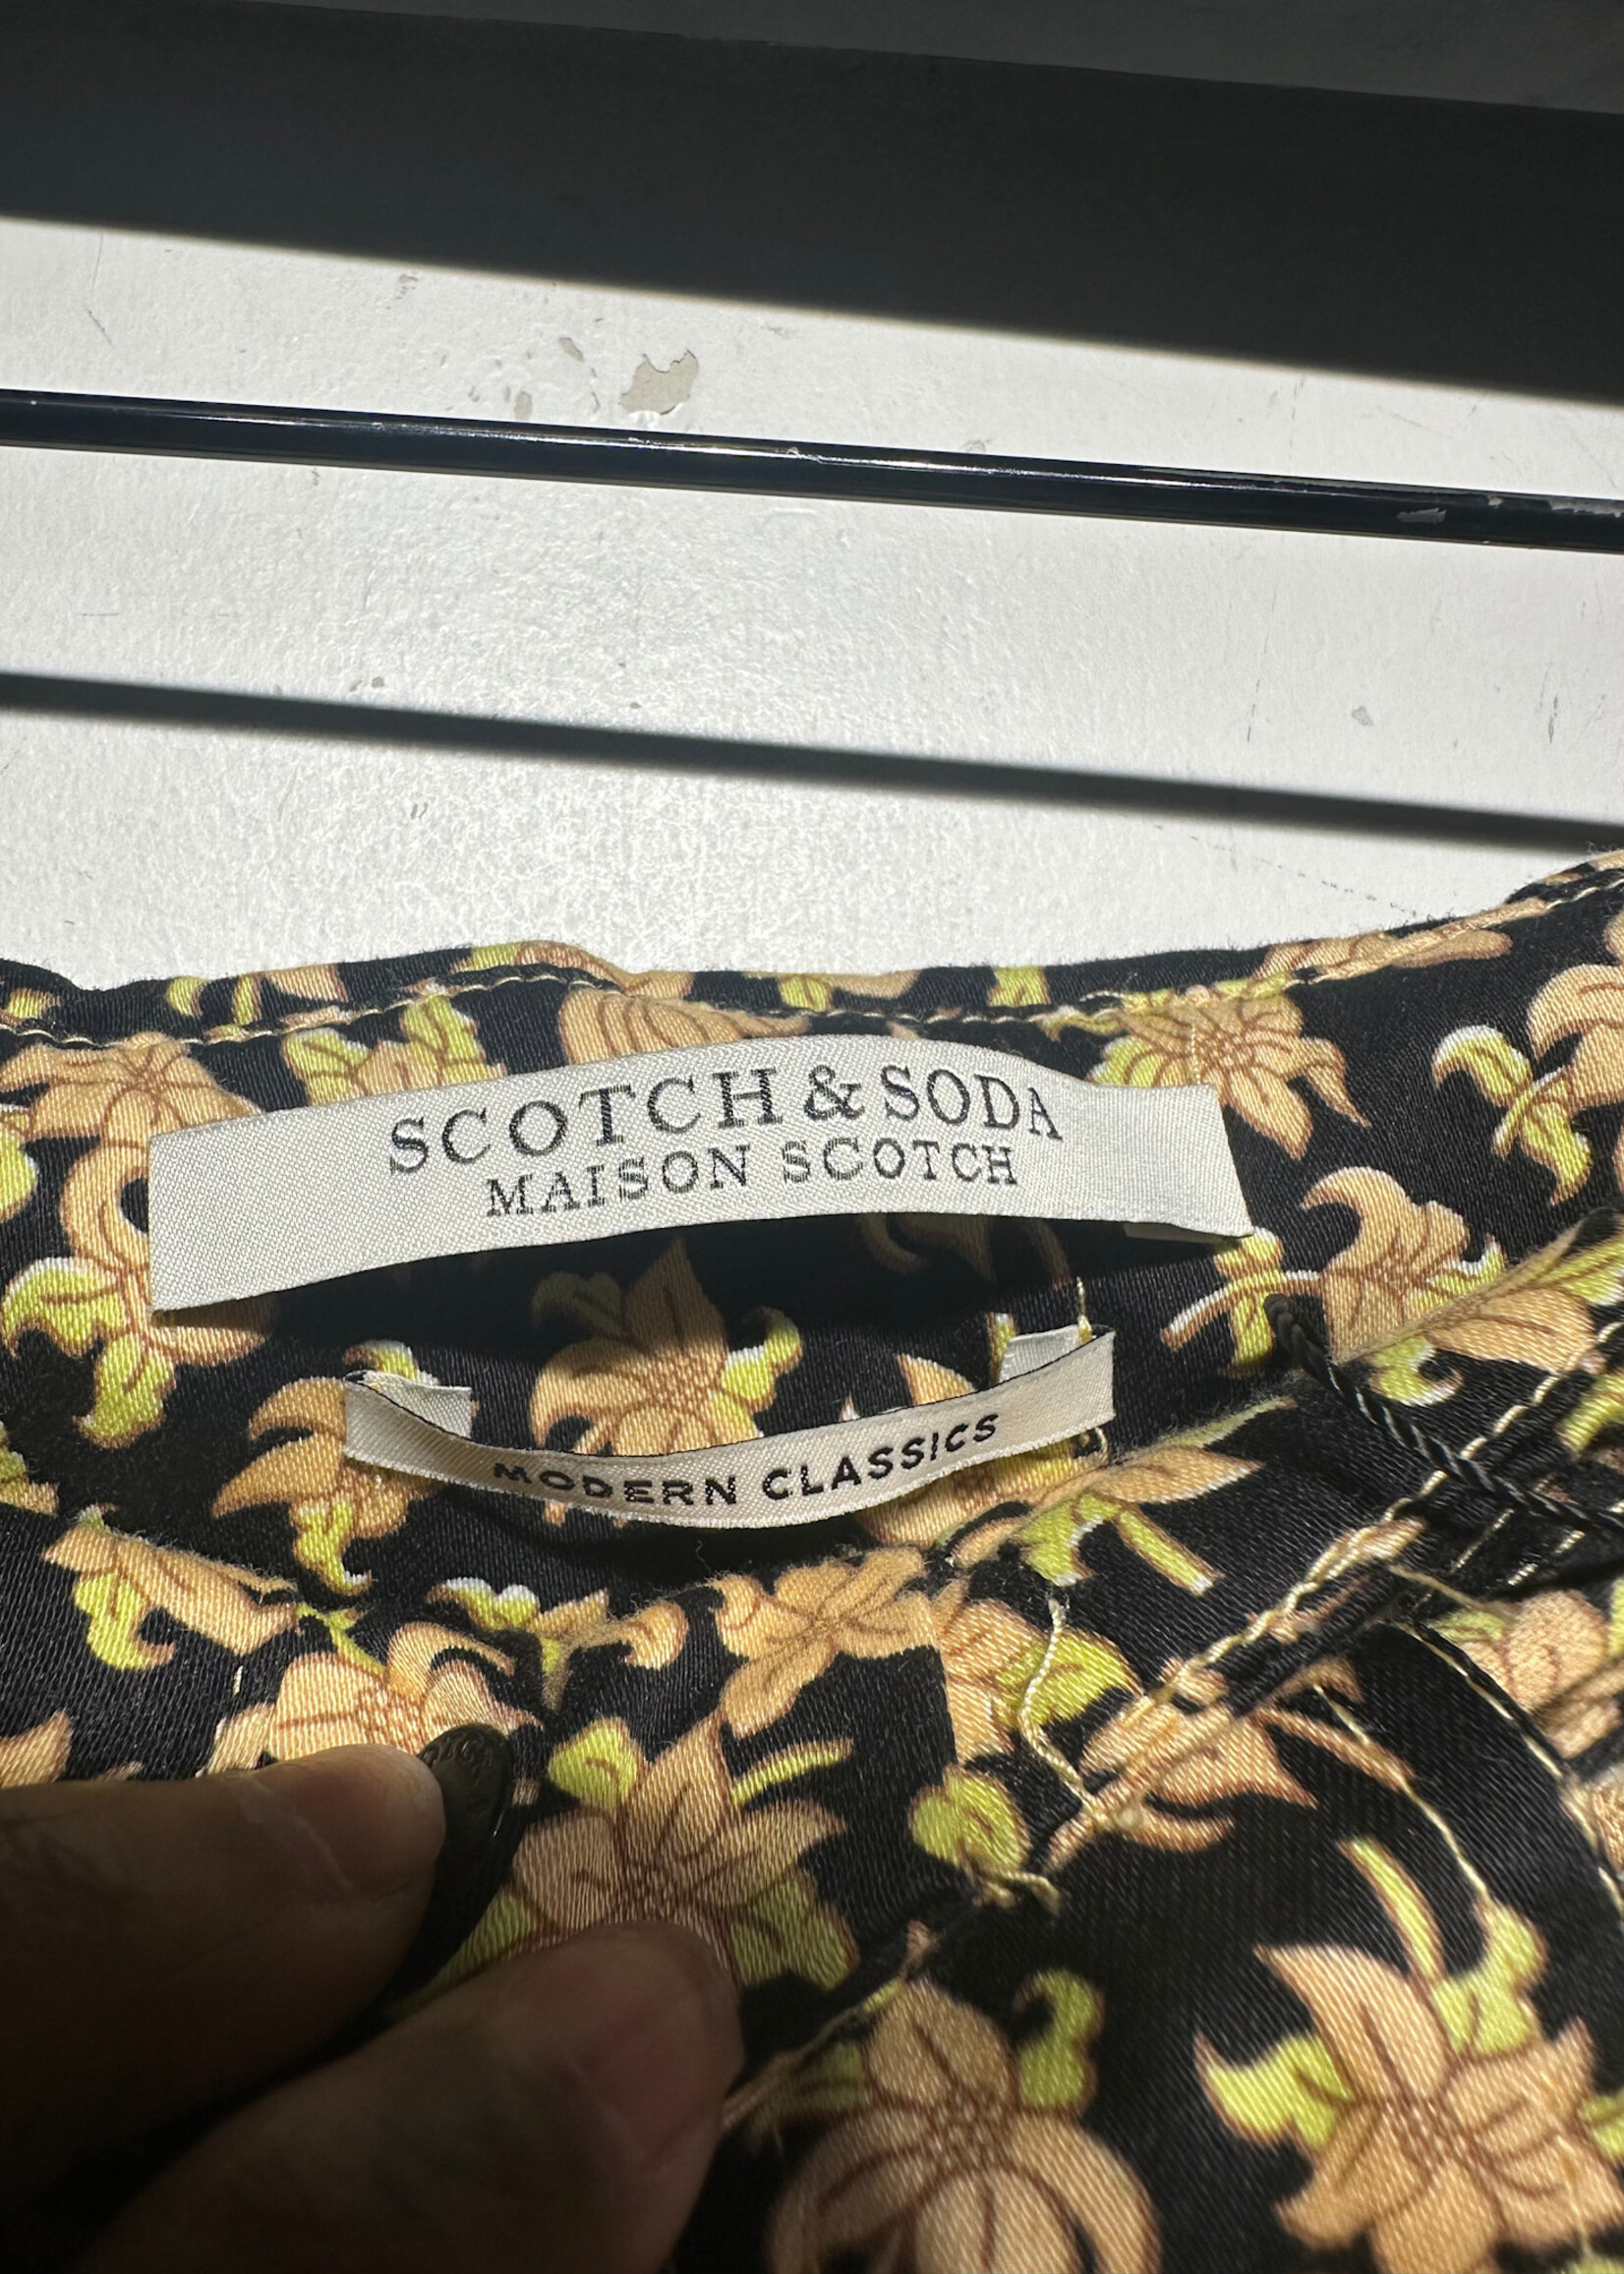 SCOTCH & SODA
MAISON SCOTCH
MODERN CLASSICS